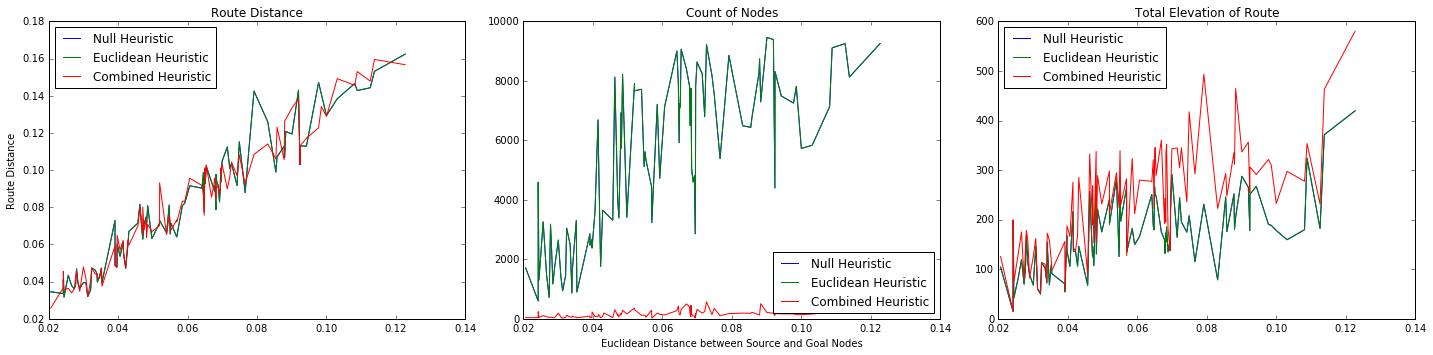 Route Distance
Null Heuristic
Euclidean Heuristic
Combined Heuristic
Route Distance
0.18
0.16
0.14
0.12
0.10
0.08
0.06
0.04
0.02
0.02 0.04 0.06 0.08 0.10 0.12 0.14
Count of Nodes
10000
8000
6000
4000
2000
0
Null Heuristic
Euclidean Heuristic
Combined Heuristic
0.02 0.04 0.06 0.08 0.10 0.12 0.14
Euclidean Distance between Source and Goal Nodes
Total Elevation of Route
Null Heuristic
Euclidean Heuristic
Combined Heuristic
600
500
400
300
200
100
0
0.02 0.04 0.06 0.08 0.10 0.12 0.14